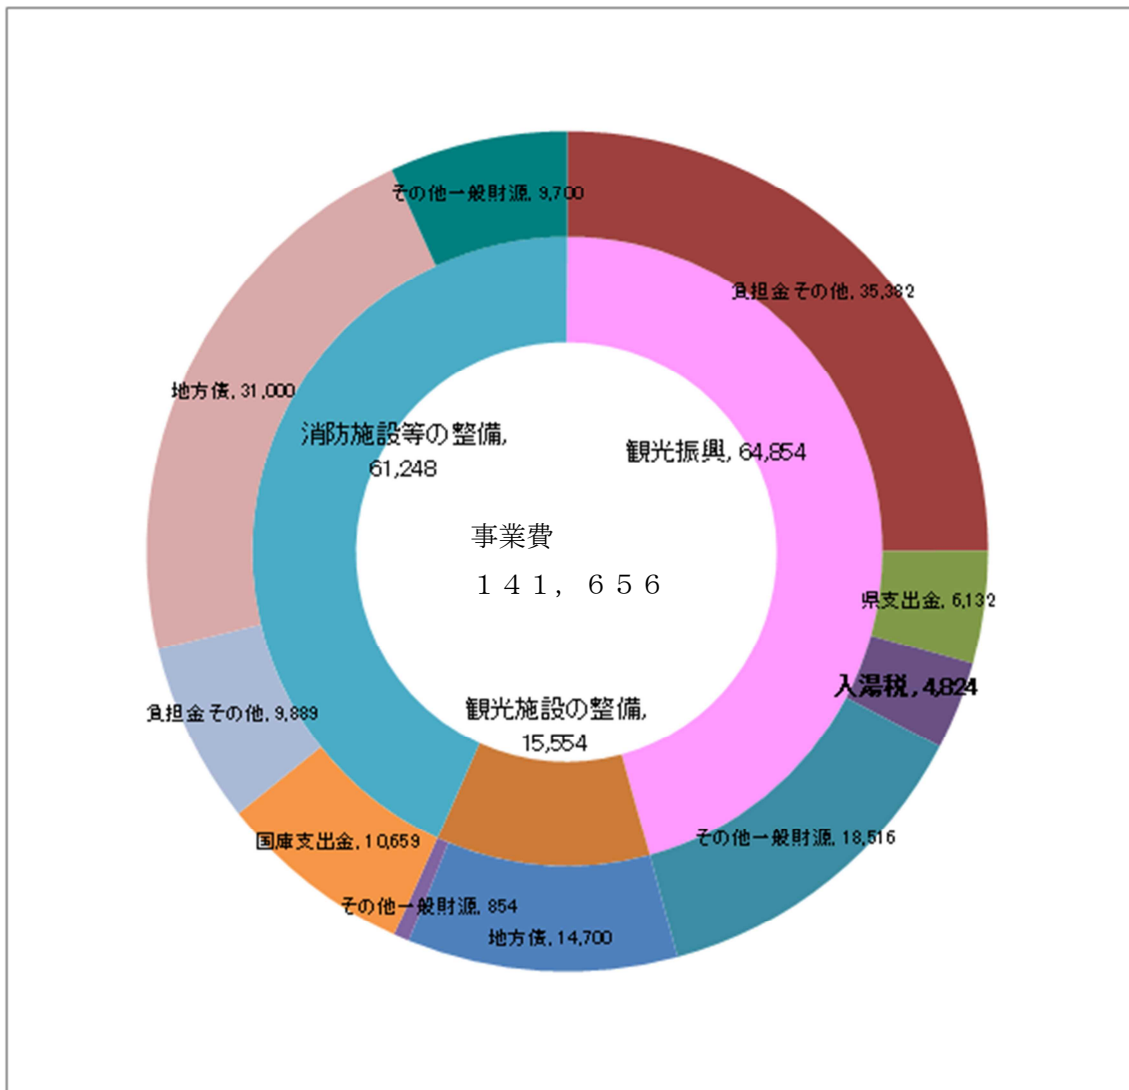 その他一般財源, 9,700
負担金その他, 35,382
地方債, 31,000
消防施設等の整備,
61,248
観光振興, 64,854
事業費
１４１，６５６
県支出金, 6,132
入湯税, 4,824
観光施設の整備,
15,554
負担金その他, 9,889
その他一般財源, 18,516
国庫支出金, 10,659
その他一般財源, 854
地方債, 14,700